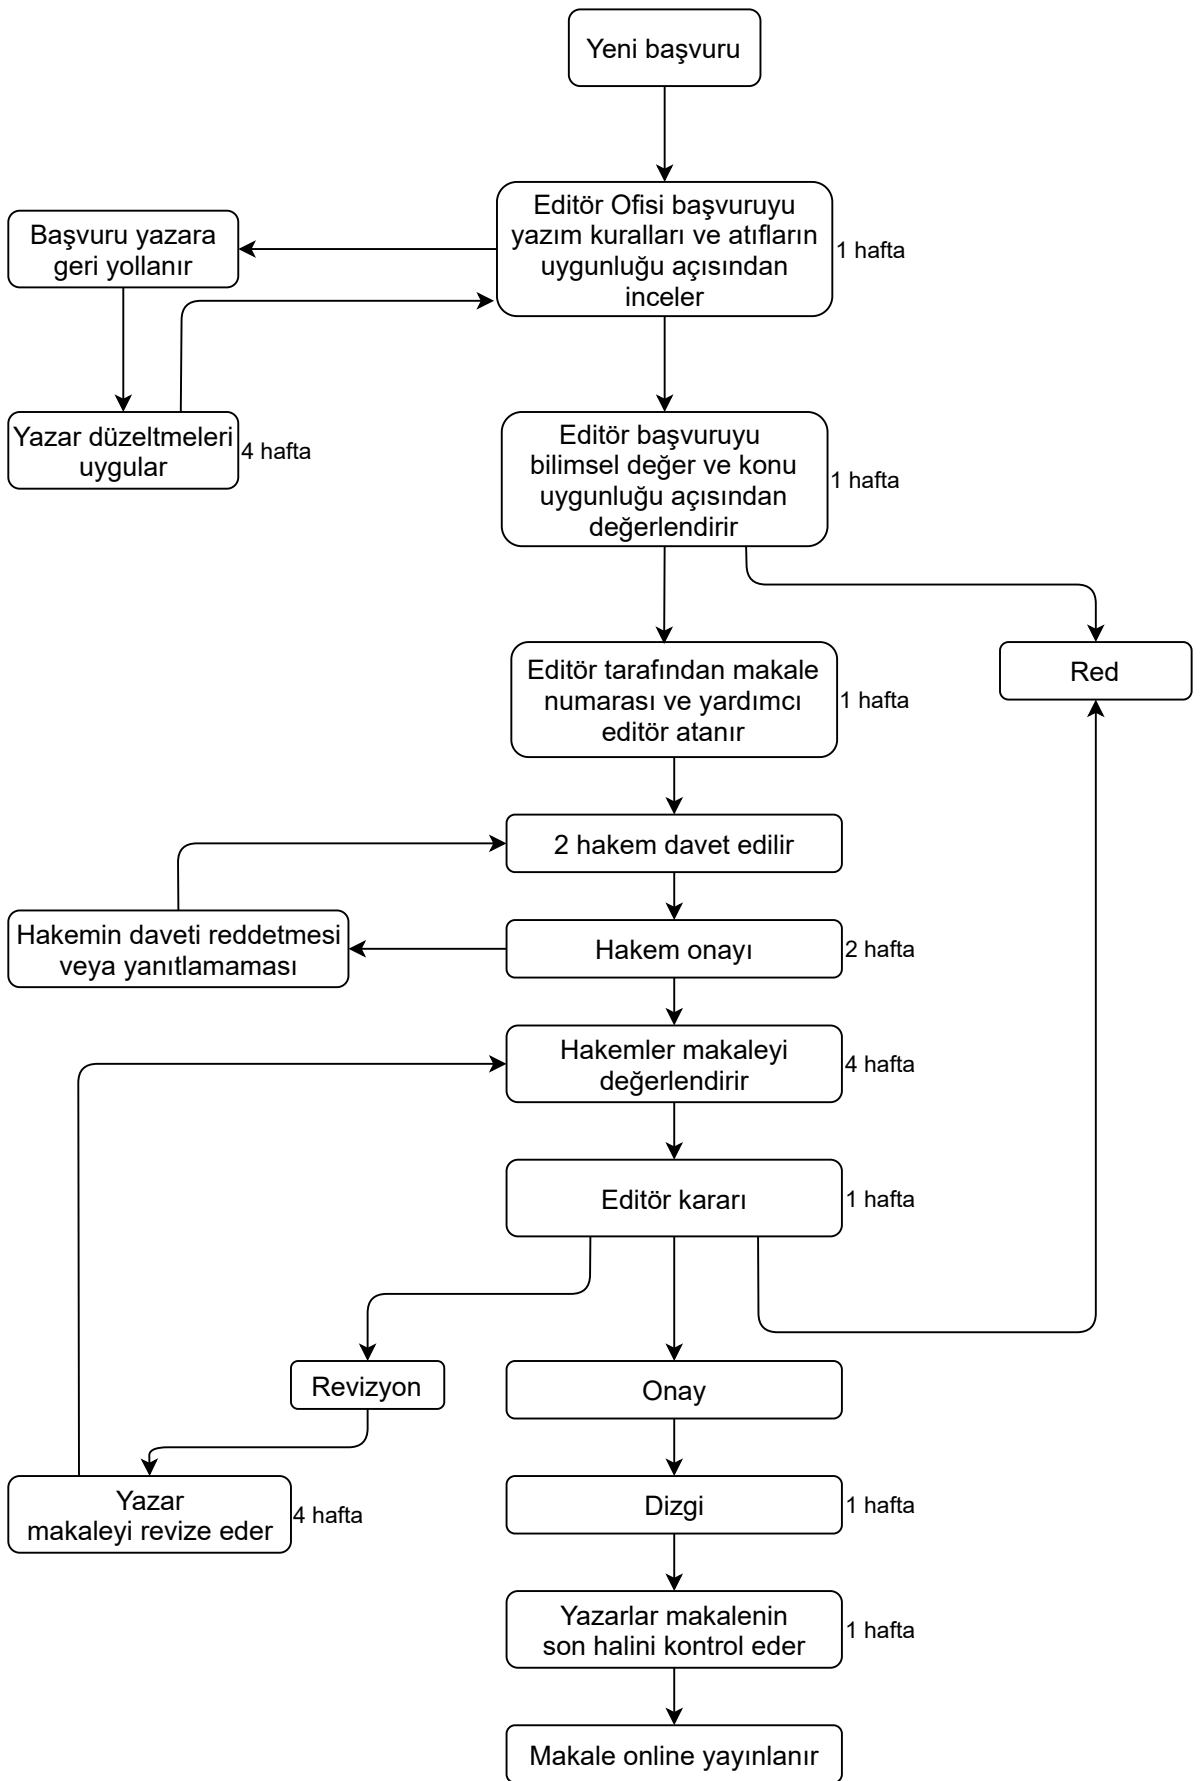 Yeni başvuru
Editör Ofisi başvuruyu
yazım kuralları ve atıfların
uygunluğu açısından
inceler
1 hafta
Başvuru yazara
geri yollanır
Yazar düzeltmeleri
uygular
4 hafta
Editör başvuruyu
bilimsel değer ve konu
uygunluğu açısından
değerlendirir
1 hafta
Editör tarafından makale
numarası ve yardımcı
editör atanır
1 hafta
Red
2 hakem davet edilir
Hakemin daveti reddetmesi
veya yanıtlamaması
Hakem onayı
2 hafta
Hakemler makaleyi
değerlendirir
4 hafta
Editör kararı
1 hafta
Revizyon
Onay
Yazar
makaleyi revize eder
4 hafta
Dizgi
1 hafta
Yazarlar makalenin
son halini kontrol eder
1 hafta
Makale online yayınlanır